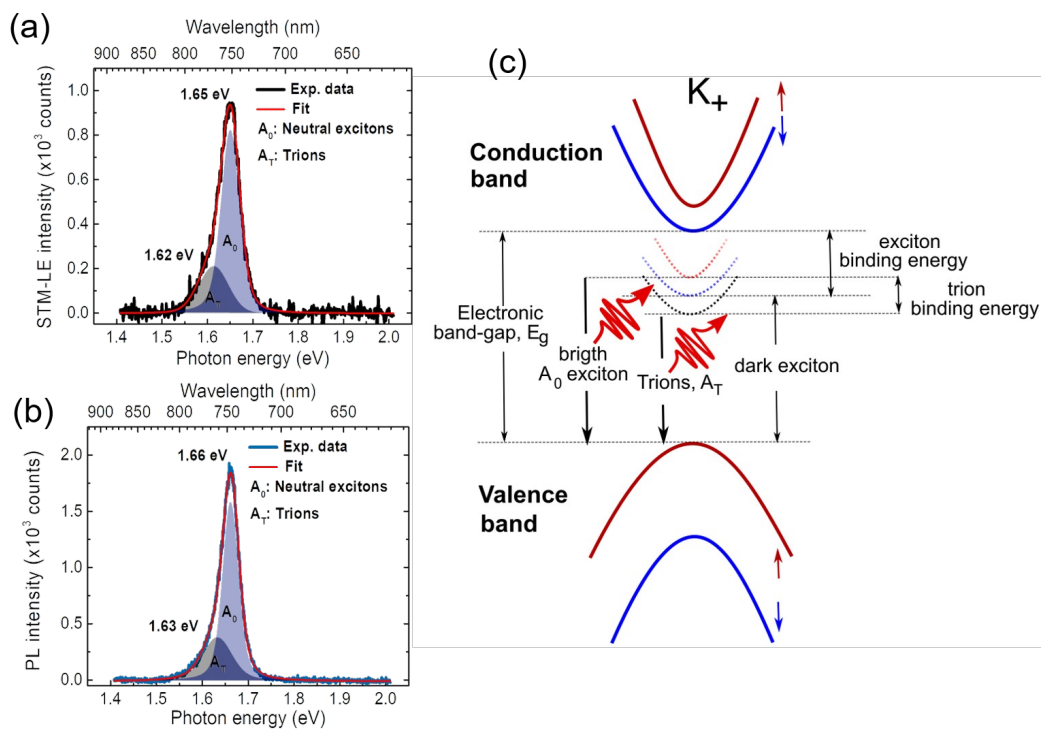 (a)
Wavelength (nm)
900 850 800 750 700 650
1.65 eV
Exp. data
Fit
A0: Neutral excitons
AT: Trions
1.62 eV
A0
STM-LE intensity (x10³ counts)
1.0
0.8
0.6
0.4
0.2
0.0
1.4 1.5 1.6 1.7 1.8 1.9 2.0
Photon energy (eV)
(b)
Wavelength (nm)
900 850 800 750 700 650
1.66 eV
Exp. data
Fit
A0: Neutral excitons
AT: Trions
1.63 eV
A0
AT
PL intensity (x10³ counts)
2.0
1.5
1.0
0.5
0.0
1.4 1.5 1.6 1.7 1.8 1.9 2.0
Photon energy (eV)
(c)
K+
Conduction
band
exciton
binding energy
trion
binding energy
Electronic
band-gap, Eg
brigth
A0 exciton
Trions, AT
dark exciton
Valence
band